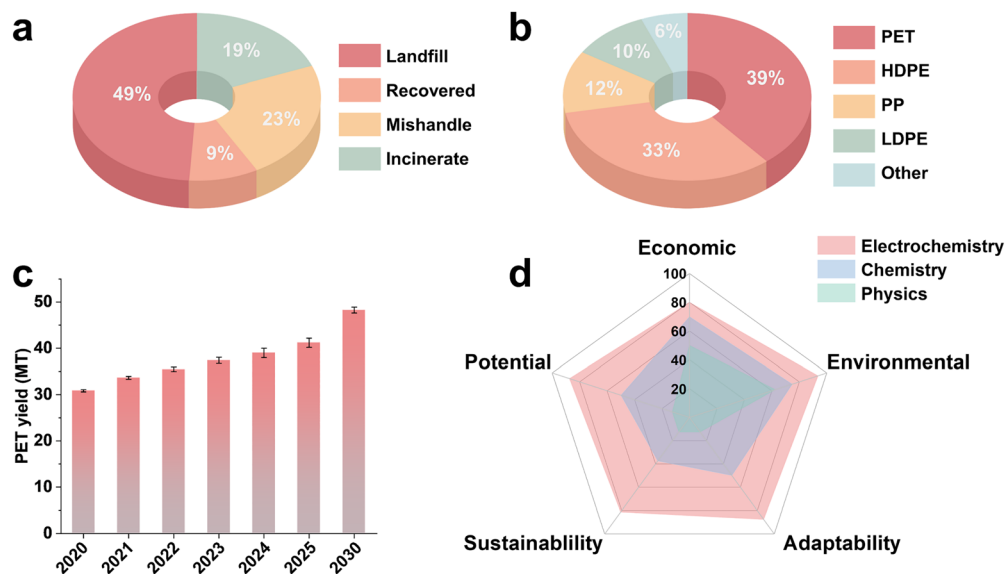 a
49%
19%
23%
9%
Landfill
Recovered
Mishandle
Incinerate
b
6%
10%
12%
33%
39%
PET
HDPE
PP
LDPE
Other
c
PET yield (MT)
50
40
30
20
10
0
2020
2021
2022
2023
2024
2025
2030
d
Electrochemistry
Chemistry
Physics
Economic
100
80
60
40
20
Potential
Environmental
Sustainablility
Adaptability